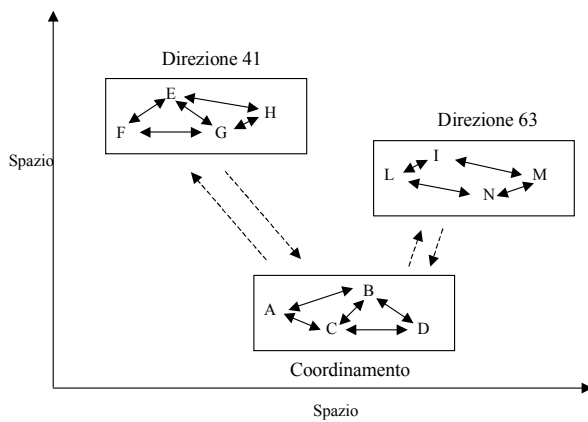 Direzione 41
E
H
F
G
Direzione 63
Spazio
I
L
M
N
B
A
C
D
Coordinamento
Spazio